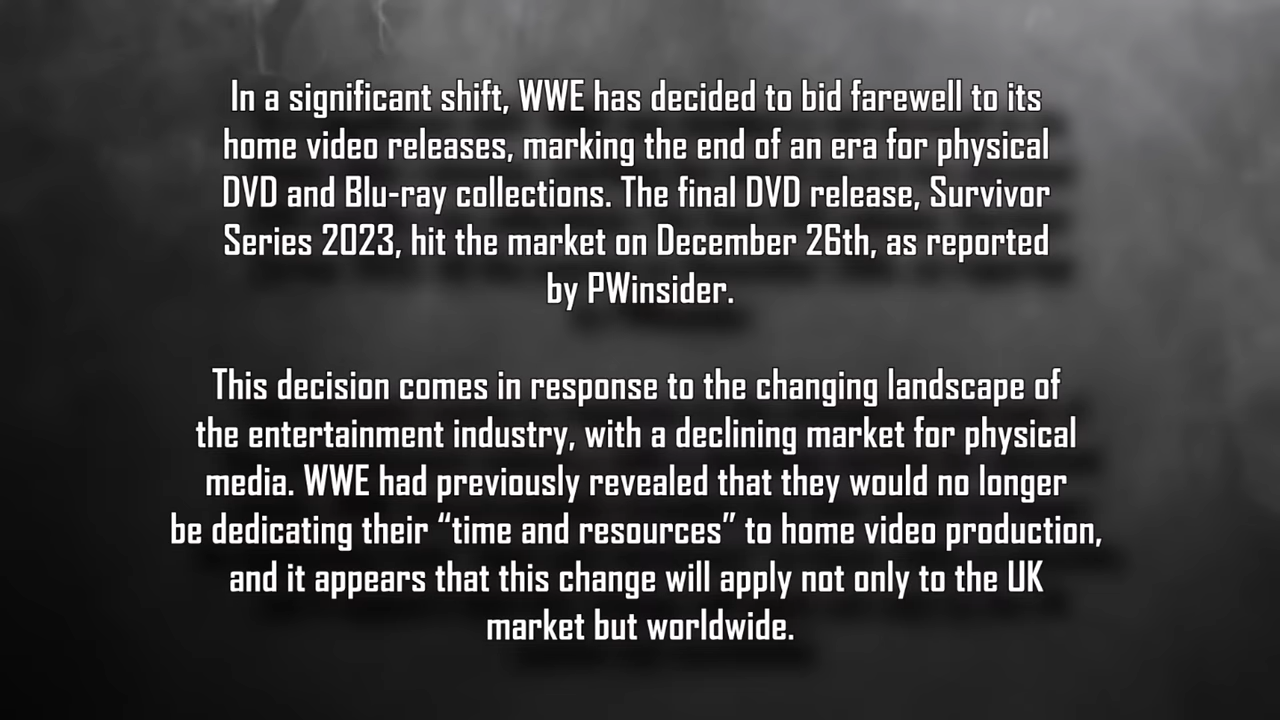 In a significant shift, WWE has decided to bid farewell to its
home video releases, marking the end of an era for physical
DVD and Blu-ray collections. The final DVD release, Survivor
Series 2023, hit the market on December 26th, as reported
by PWinsider.
This decision comes in response to the changing landscape of
the entertainment industry, with a declining market for physical
media. WWE had previously revealed that they would no longer
be dedicating their “time and resources” to home video production,
and it appears that this change will apply not only to the UK
market but worldwide.